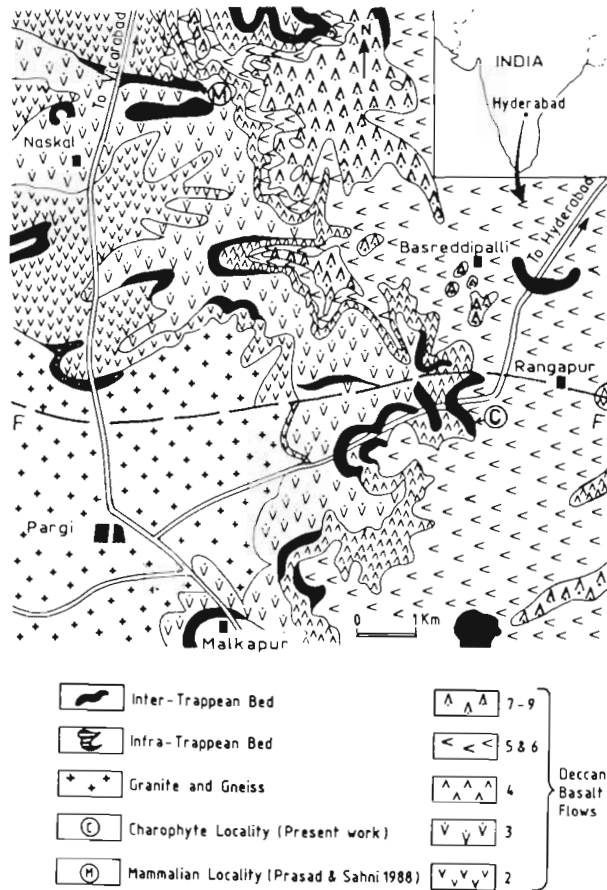 To Vikarabad
N
INDIA
Hyderabad
M
Naskal
To Hyderabad
Basreddipalli
Rangapur
F
C
F
Pargi
0 1Km
Malkapur
Inter-Trappean Bed
Infra-Trappean Bed
Granite and Gneiss
C Charophyte Locality (Present work)
M Mammalian Locality (Prasad & Sahni 1988)
7-9
5 & 6
4
3
2
Deccan
Basalt
Flows